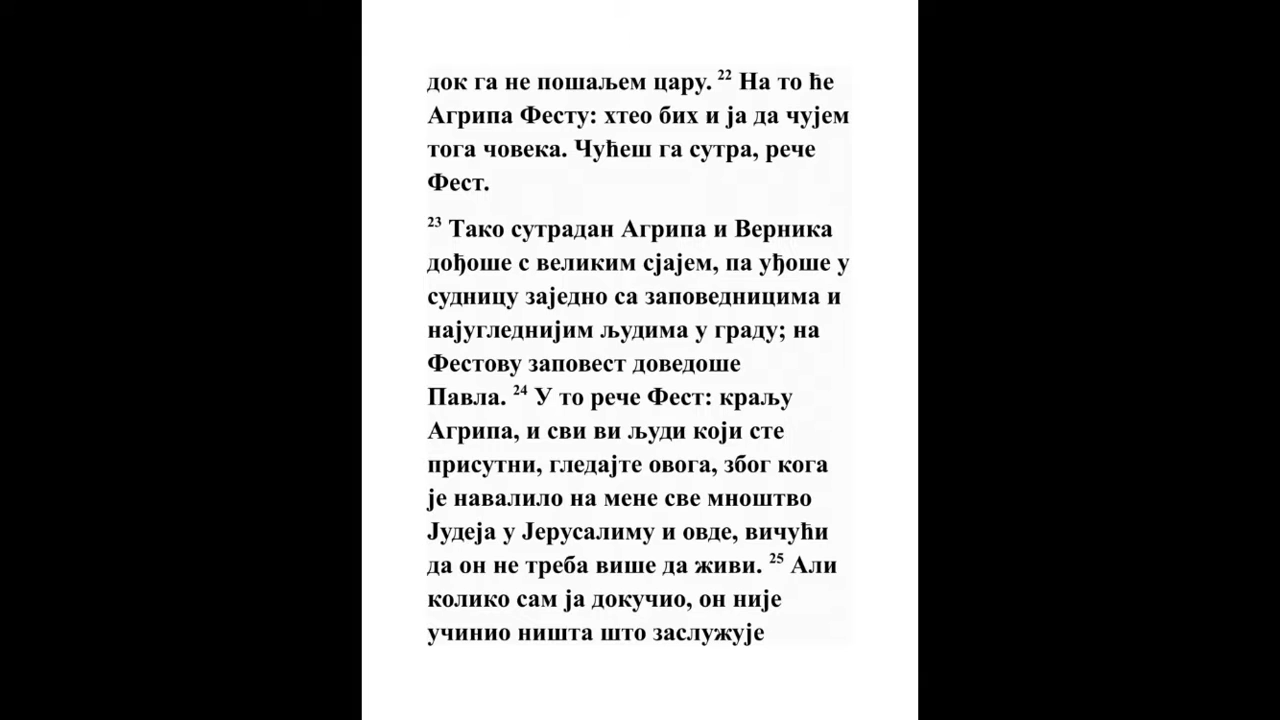 док га не пошаљем цару. 22 На то ће
Агрипа Фесту: хтео бих и ја да чујем
тога човека. Чућеш га сутра, рече
Фест.
23 Тако сутрадан Агрипа и Верника
дођоше с великим сјајем, па уђоше у
судницу заједно са заповедницима и
најугледнијим људима у граду; на
Фестову заповест доведоше
Павла. 24 У то рече Фест: краљу
Агрипа, и сви ви људи који сте
присутни, гледајте овога, због кога
је навалило на мене све мноштво
Јудеја у Јерусалиму и овде, вичући
да он не треба више да живи. 25 Али
колико сам ја докучио, он није
учинио ништа што заслужује